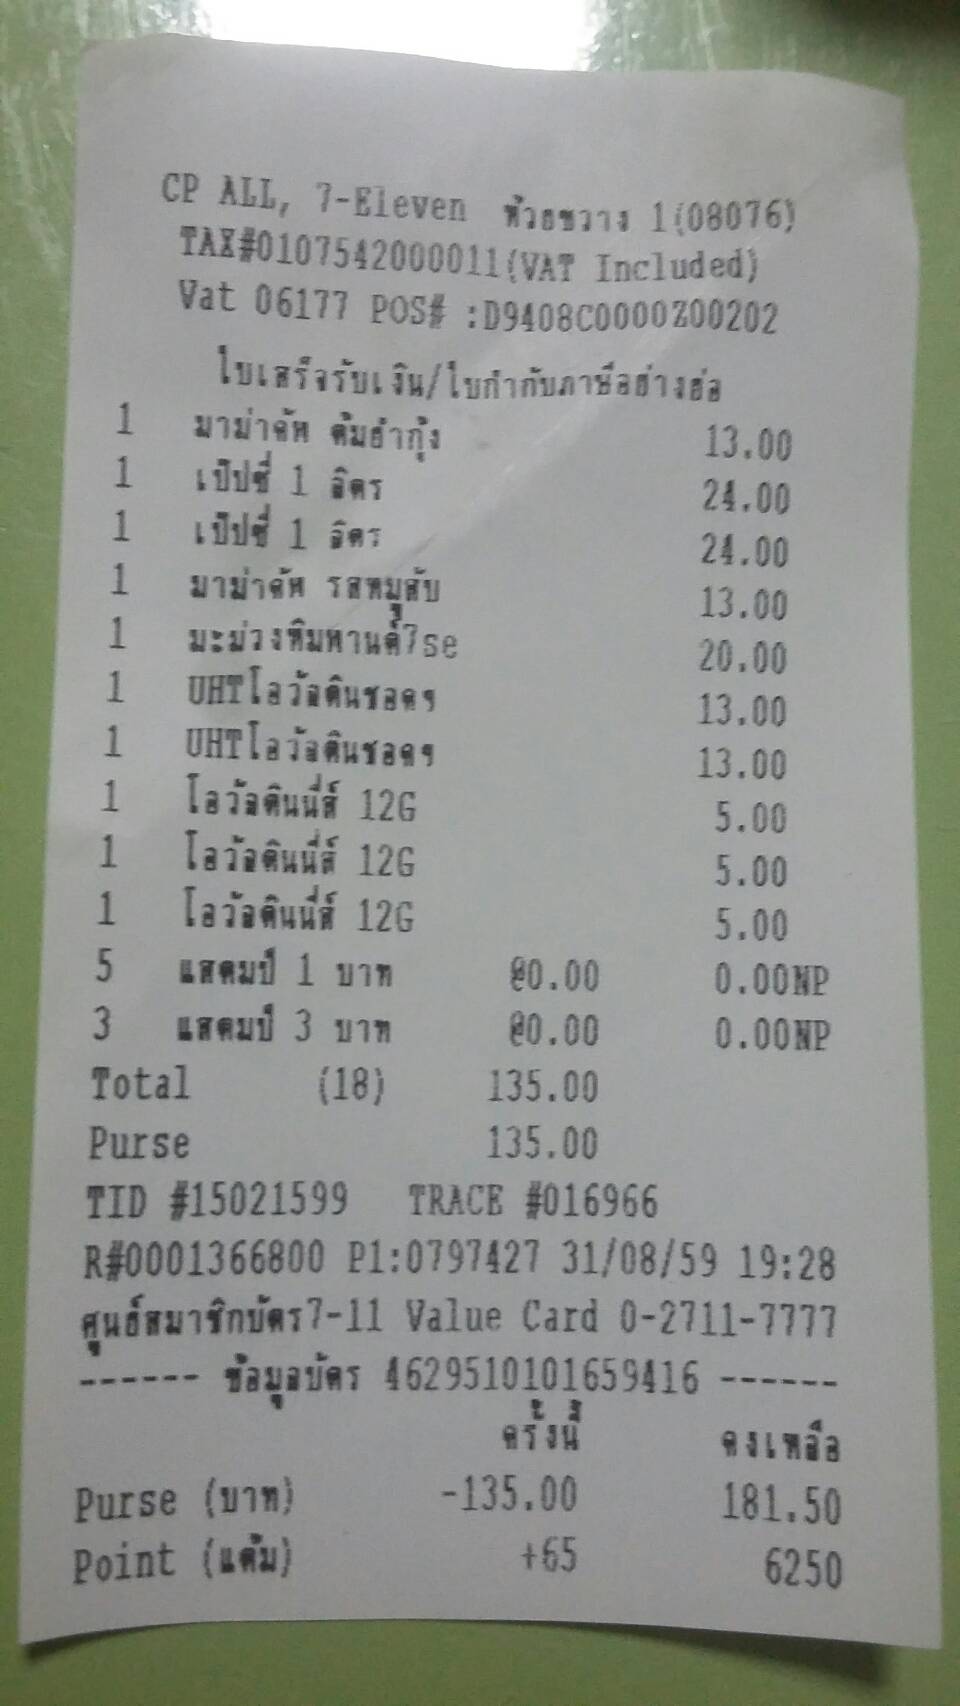 CP ALL, 7-Eleven ห้วยขวาง 1(08076)
TAX#0107542000011(VAT Included)
Vat 06177 POS# :D9408C0000Z00202
ใบเสร็จรับเงิน/ใบกำกับภาษีอย่างย่อ
1 มาม่าคัพ ต้มยำกุ้ง 13.00
1 เป๊ปซี่ 1 ลิตร 24.00
1 เป๊ปซี่ 1 ลิตร 24.00
1 มาม่าคัพ รสหมูสับ 13.00
1 มะม่วงหิมพานต์7se 20.00
1 UHTโอวัลตินชอคฯ 13.00
1 UHTโอวัลตินชอคฯ 13.00
1 โอวัลตินนี่ส์ 12G 5.00
1 โอวัลตินนี่ส์ 12G 5.00
1 โอวัลตินนี่ส์ 12G 5.00
5 แสตมป์ 1 บาท @0.00 0.00NP
3 แสตมป์ 3 บาท @0.00 0.00NP
Total (18) 135.00
Purse 135.00
TID #15021599 TRACE #016966
R#0001366800 P1:0797427 31/08/59 19:28
ศูนย์สมาชิกบัตร7-11 Value Card 0-2711-7777
------ ข้อมูลบัตร 4629510101659416 ------
ครั้งนี้ คงเหลือ
Purse (บาท) -135.00 181.50
Point (แต้ม) +65 6250